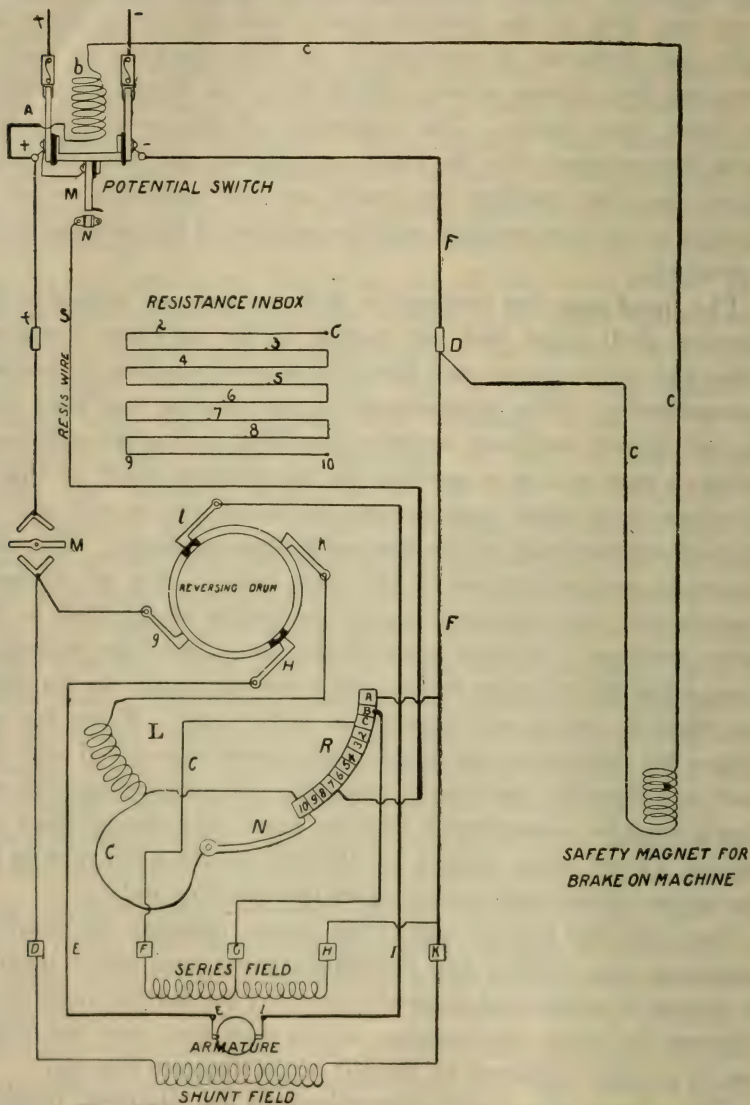 + -
b C
A
+ -
M POTENTIAL SWITCH
N
F
RESISTANCE IN BOX
+ S 2 C
3 D
4
5
RESIS WIRE 6
7
8
9 10
C C
l
M h
REVERSING DRUM
g
H
F
A
B
L R C
C 2
3
4
5
6
7
8
9
10
N
C
SAFETY MAGNET FOR
BRAKE ON MACHINE
D E F G H I K
SERIES FIELD
E I
ARMATURE
SHUNT FIELD